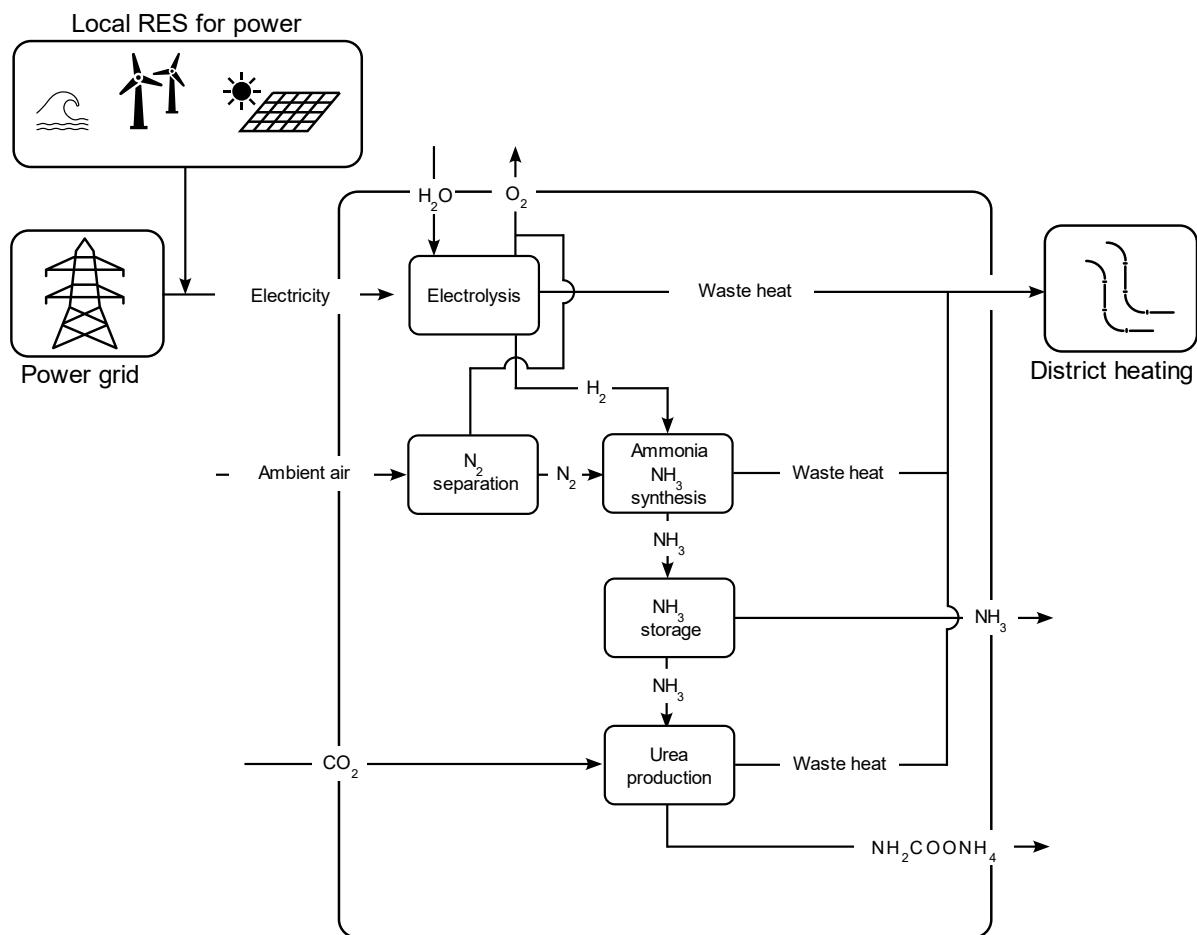 Local RES for power
H₂O
O₂
Power grid
Electricity
Electrolysis
Waste heat
District heating
H₂
Ambient air
N₂
separation
N₂
Ammonia
NH₃
synthesis
Waste heat
NH₃
NH₃
storage
NH₃
NH₃
CO₂
Urea
production
Waste heat
NH₂COONH₄